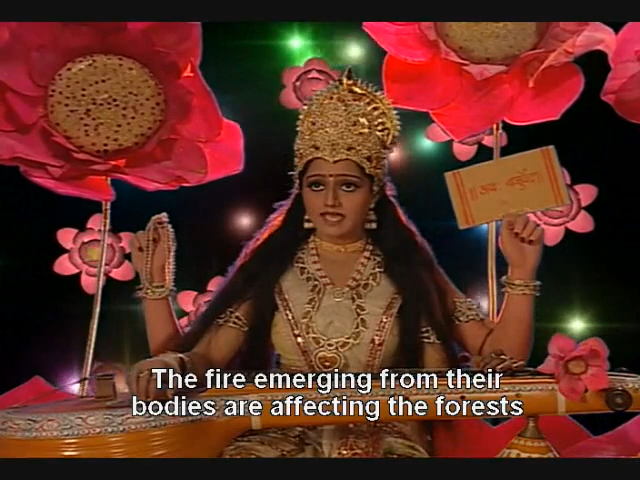 The fire emerging from their
bodies are affecting the forests